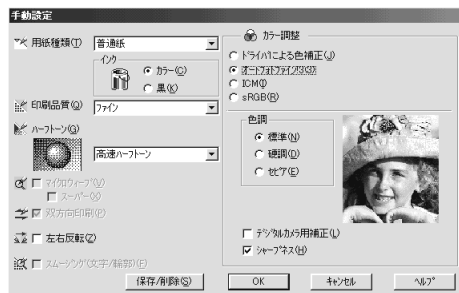 手動設定
用紙種類(T)
普通紙
インク
カラー(C)
黒(K)
印刷品質(Q)
ファイン
ハーフトーン(G)
高速ハーフトーン
マイクロウィーブ(V)
スーパー(X)
双方向印刷(P)
左右反転(Z)
スムージング(文字/輪郭)(F)
保存/削除(S)
カラー調整
ドライバによる色補正(J)
オートフォトファイン!3(3)
ICM(I)
sRGB(R)
色調
標準(N)
硬調(D)
セピア(E)
デジタルカメラ用補正(L)
シャープネス(H)
OK
キャンセル
ヘルプ